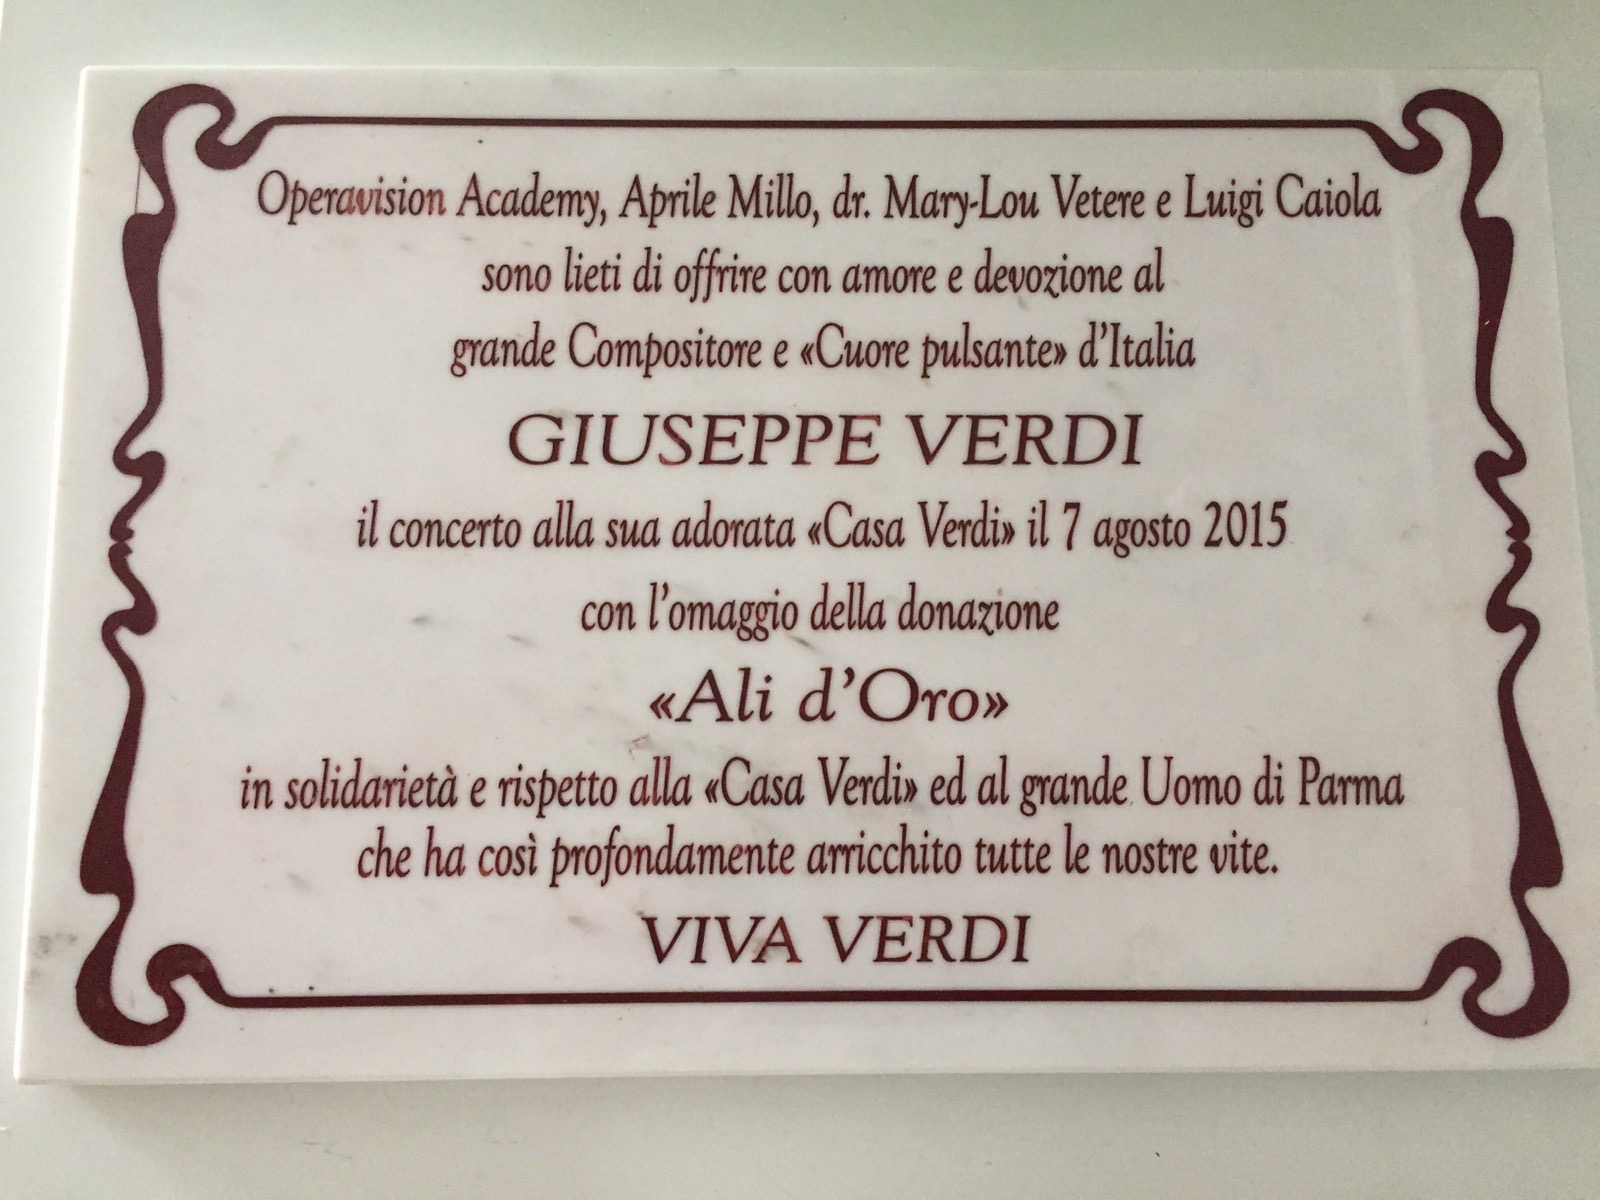 Operavision Academy, Aprile Millo, dr. Mary-Lou Vetere e Luigi Caiola
sono lieti di offrire con amore e devozione al
grande Compositore e «Cuore pulsante» d'Italia
GIUSEPPE VERDI
il concerto alla sua adorata «Casa Verdi» il 7 agosto 2015
con l'omaggio della donazione
«Ali d'Oro»
in solidarietà e rispetto alla «Casa Verdi» ed al grande Uomo di Parma
che ha così profondamente arricchito tutte le nostre vite.
VIVA VERDI